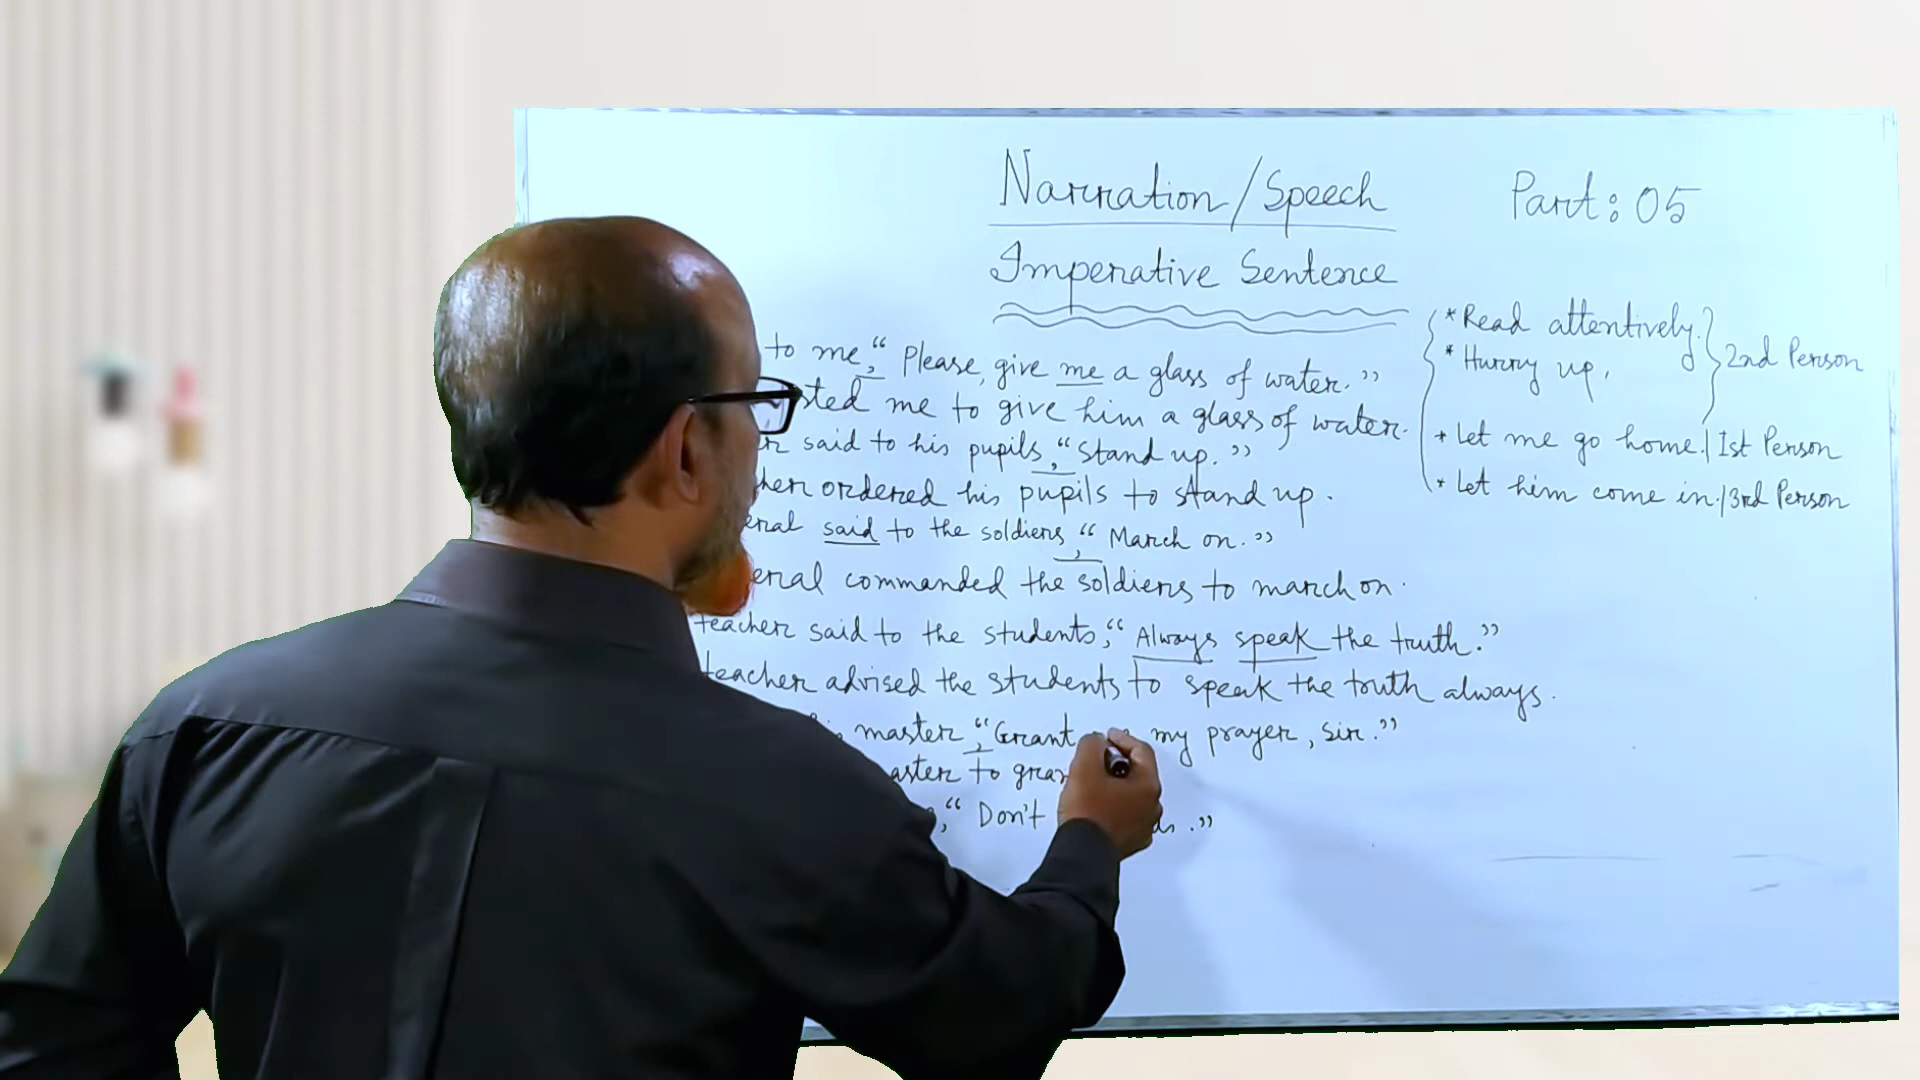 Narration/Speech
Part: 05
Imperative Sentence
to me, “Please, give me a glass of water.”
sted me to give him a glass of water.
said to his pupils, “Stand up.”
her ordered his pupils to stand up.
eral said to the soldiers, “March on.”
eral commanded the soldiers to march on.
teacher said to the students, “Always speak the truth.”
teacher advised the students to speak the truth always.
master, “Grant my prayer, Sir.”
aster to gran
“Don't .”
* Read attentively.
* Hurry up.
2nd Person
* Let me go home. 1st Person
* Let him come in. 3rd Person